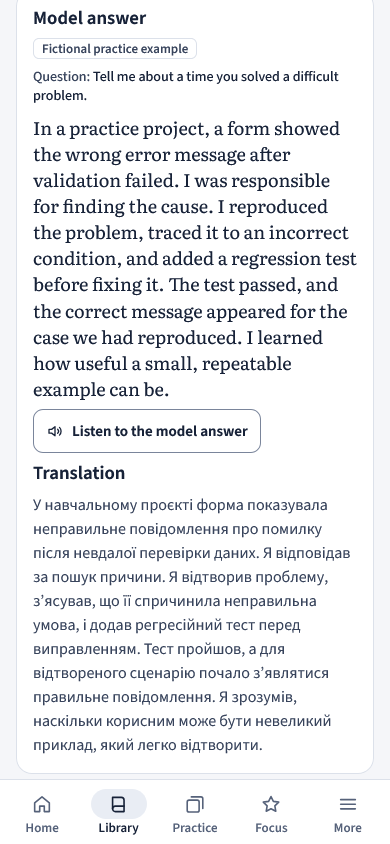 Model answer
Fictional practice example
Question: Tell me about a time you solved a difficult
problem.
In a practice project, a form showed
the wrong error message after
validation failed. I was responsible
for finding the cause. I reproduced
the problem, traced it to an incorrect
condition, and added a regression test
before fixing it. The test passed, and
the correct message appeared for the
case we had reproduced. I learned
how useful a small, repeatable
example can be.
Listen to the model answer
Translation
У навчальному проєкті форма показувала
неправильне повідомлення про помилку
після невдалої перевірки даних. Я відповідав
за пошук причини. Я відтворив проблему,
з’ясував, що її спричинила неправильна
умова, і додав регресійний тест перед
виправленням. Тест пройшов, а для
відтвореного сценарію почало з’являтися
правильне повідомлення. Я зрозумів,
наскільки корисним може бути невеликий
приклад, який легко відтворити.
Home
Library
Practice
Focus
More